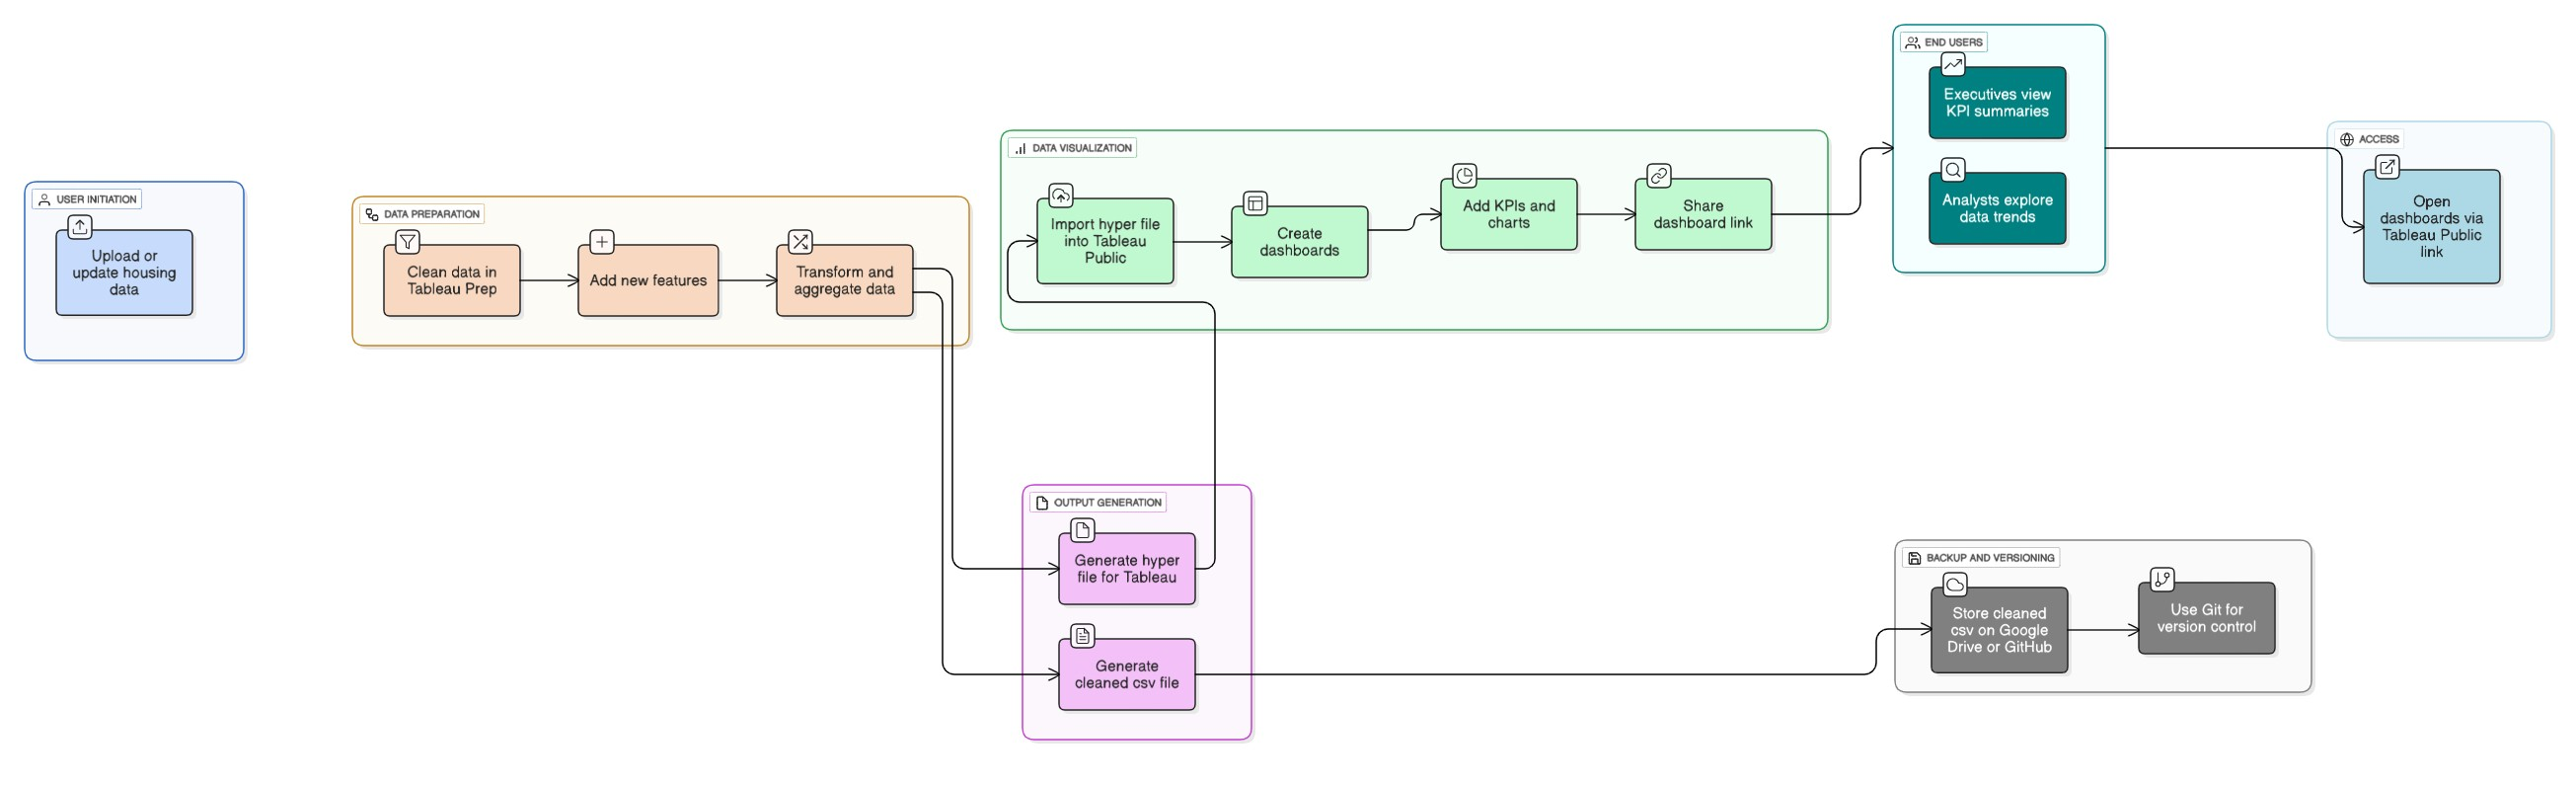 USER INITIATION
Upload or
update housing
data
DATA PREPARATION
Clean data in
Tableau Prep
Add new features
Transform and
aggregate data
DATA VISUALIZATION
Import hyper file
into Tableau
Public
Create
dashboards
Add KPIs and
charts
Share
dashboard link
END USERS
Executives view
KPI summaries
Analysts explore
data trends
ACCESS
Open
dashboards via
Tableau Public
link
OUTPUT GENERATION
Generate hyper
file for Tableau
Generate
cleaned csv file
BACKUP AND VERSIONING
Store cleaned
csv on Google
Drive or GitHub
Use Git for
version control